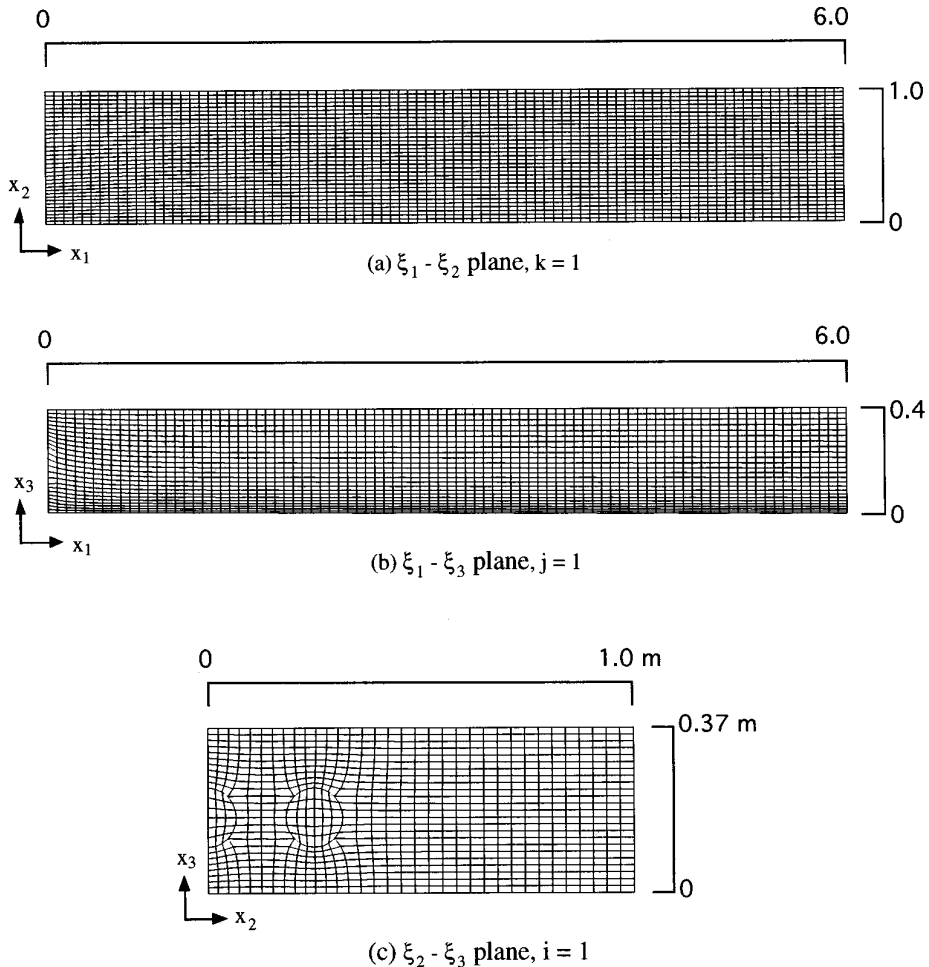 0 6.0
1.0
x₂
0
x₁
(a) ξ₁ - ξ₂ plane, k = 1
0 6.0
0.4
x₃
0
x₁
(b) ξ₁ - ξ₃ plane, j = 1
0 1.0 m
0.37 m
x₃
0
x₂
(c) ξ₂ - ξ₃ plane, i = 1